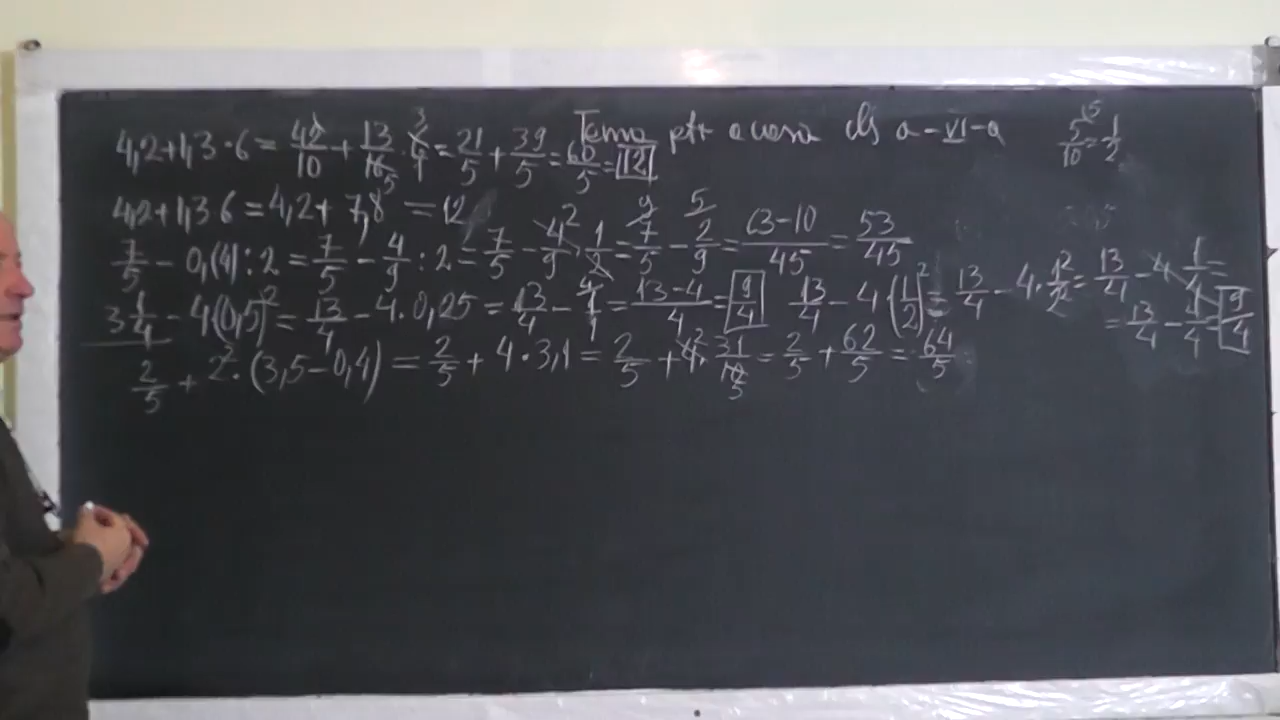 Tema ptr acasa cls a-VI-a
4,2+1,3·6 = 42/10 + 13/10 · 6/1 = 21/5 + 39/5 = 60/5 = 12
5/10 = 1/2
4,2+1,3·6 = 4,2+7,8 = 12
7/5 - 0,(4):2 = 7/5 - 4/9 : 2 = 7/5 - 4/9 · 1/2 = 7/5 - 2/9 = 63-10/45 = 53/45
3 1/4 - 4(0,5)² = 13/4 - 4·0,25 = 13/4 - 1/1 = 13-4/4 = 9/4
13/4 - 4·(1/2)² = 13/4 - 4·1²/2² = 13/4 - 4·1/4 =
= 13/4 - 4/4 = 9/4
2/5 + 2²·(3,5-0,4) = 2/5 + 4·3,1 = 2/5 + 4·31/10 = 2/5 + 62/5 = 64/5